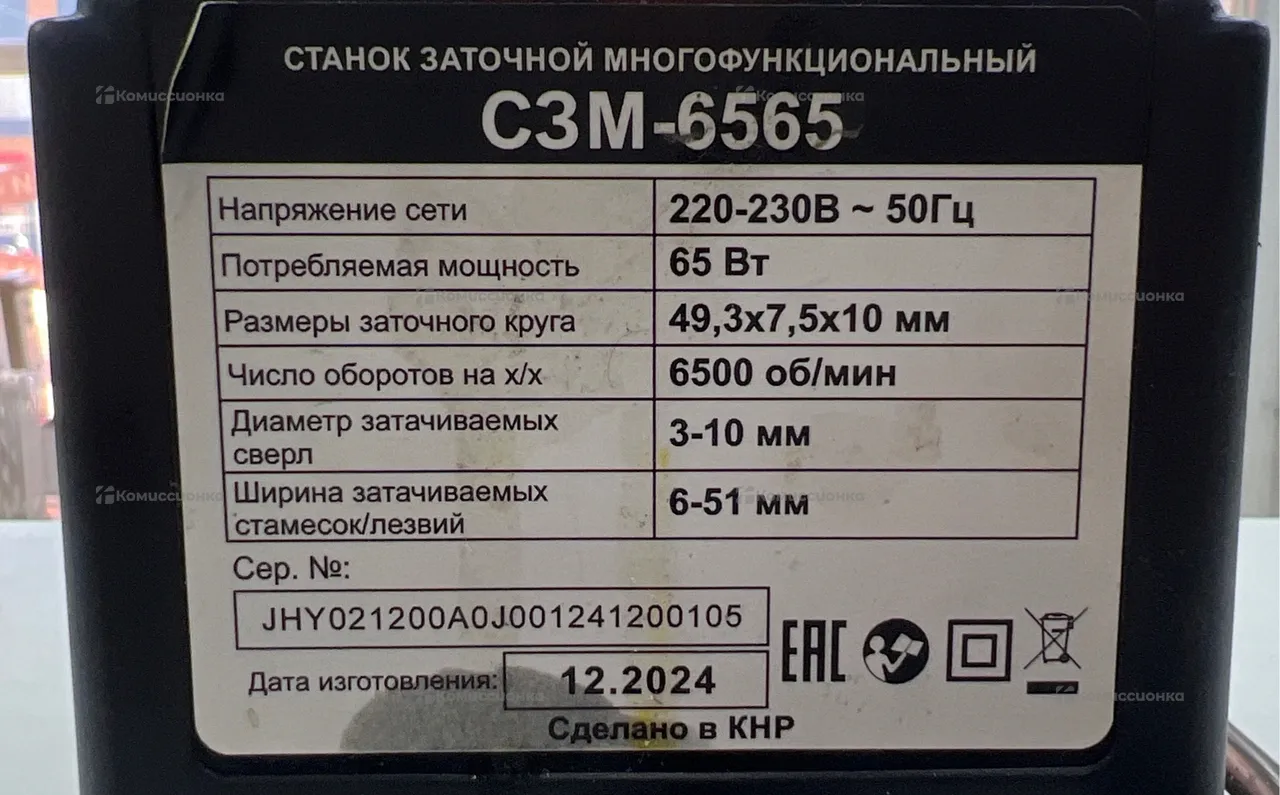 СТАНОК ЗАТОЧНОЙ МНОГОФУНКЦИОНАЛЬНЫЙ
Комиссионка
Комиссионка
СЗМ-6565
Напряжение сети 220-230В ~ 50Гц
Потребляемая мощность 65 Вт
Комиссионка
Комиссионка
Размеры заточного круга 49,3х7,5х10 мм
Число оборотов на х/х 6500 об/мин
Диаметр затачиваемых 3-10 мм
сверл
Ширина затачиваемых 6-51 мм
стамесок/лезвий
Комиссионка
Комиссионка
Сер. №:
JHY021200A0J001241200105
EAC
Дата изготовления: 12.2024
Комиссионка
Комиссионка
Сделано в КНР